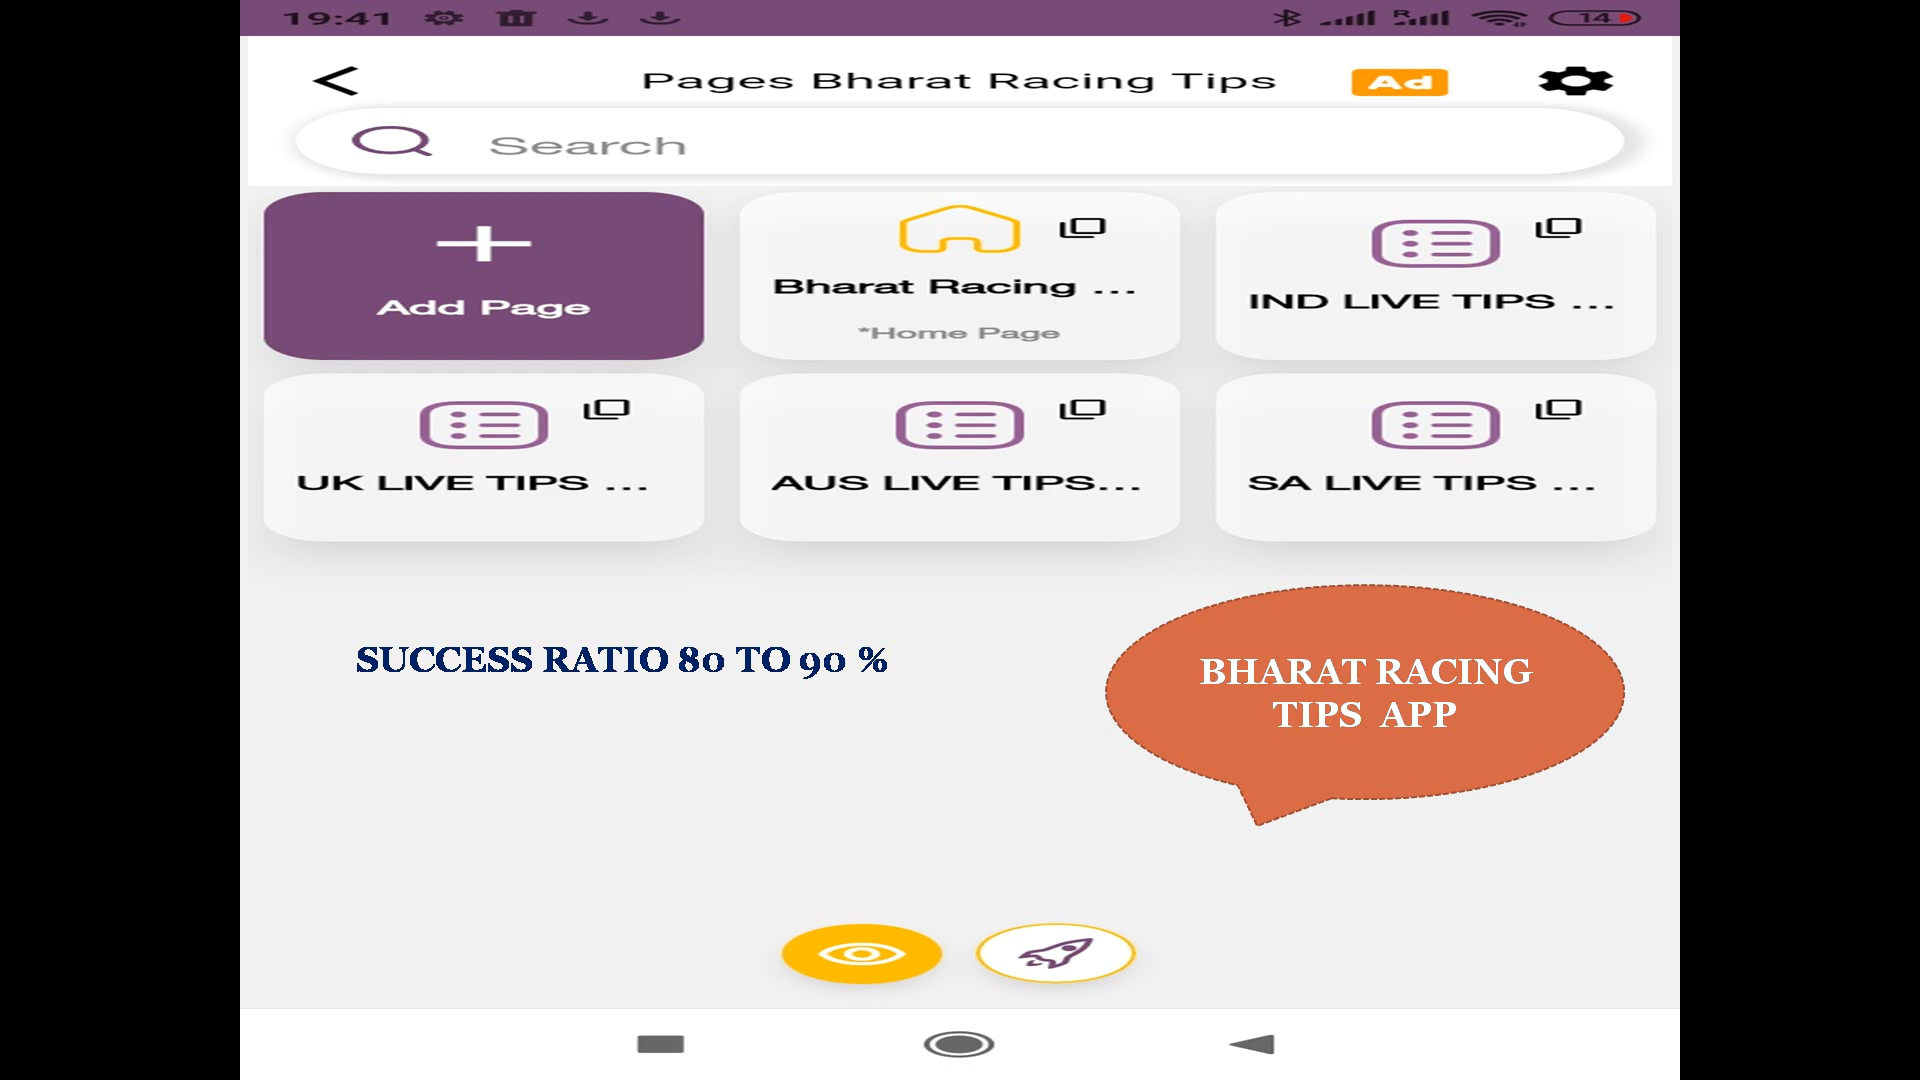 19:41
R
14
Pages Bharat Racing Tips
Ad
Search
Add Page
Bharat Racing ...
*Home Page
IND LIVE TIPS ...
UK LIVE TIPS ...
AUS LIVE TIPS...
SA LIVE TIPS ...
SUCCESS RATIO 80 TO 90 %
BHARAT RACING
TIPS APP